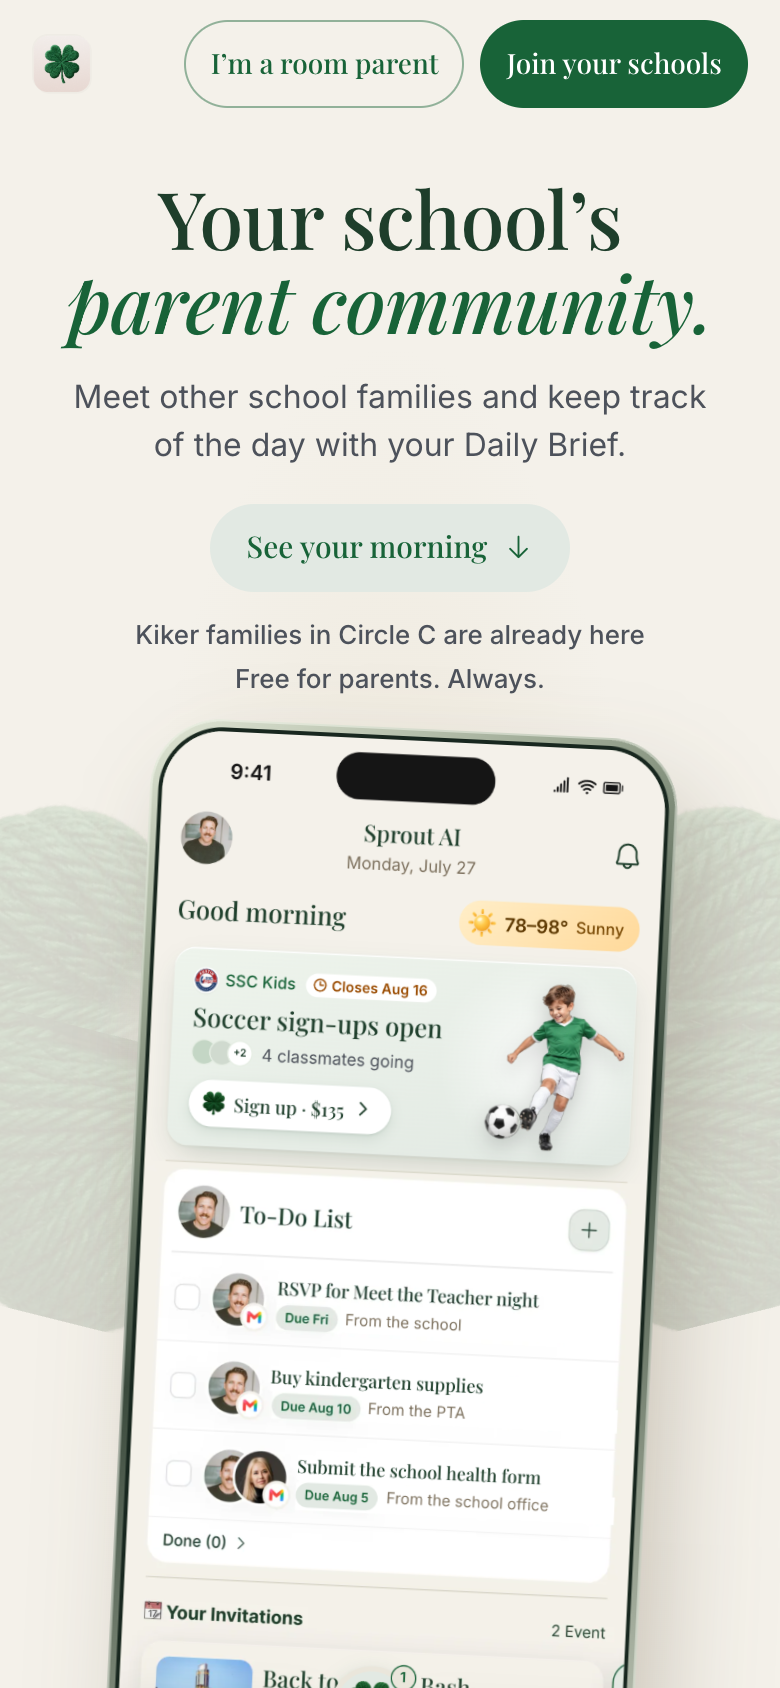 I'm a room parent
Join your schools
Your school's
parent community.
Meet other school families and keep track
of the day with your Daily Brief.
See your morning ↓
Kiker families in Circle C are already here
Free for parents. Always.
9:41
Sprout AI
Monday, July 27
Good morning
78–98° Sunny
SSC Kids
Closes Aug 16
Soccer sign-ups open
+2 4 classmates going
Sign up · $135
To-Do List
RSVP for Meet the Teacher night
Due Fri From the school
Buy kindergarten supplies
Due Aug 10 From the PTA
Submit the school health form
Due Aug 5 From the school office
Done (0)
Your Invitations
2 Event
Back to
1
Bash